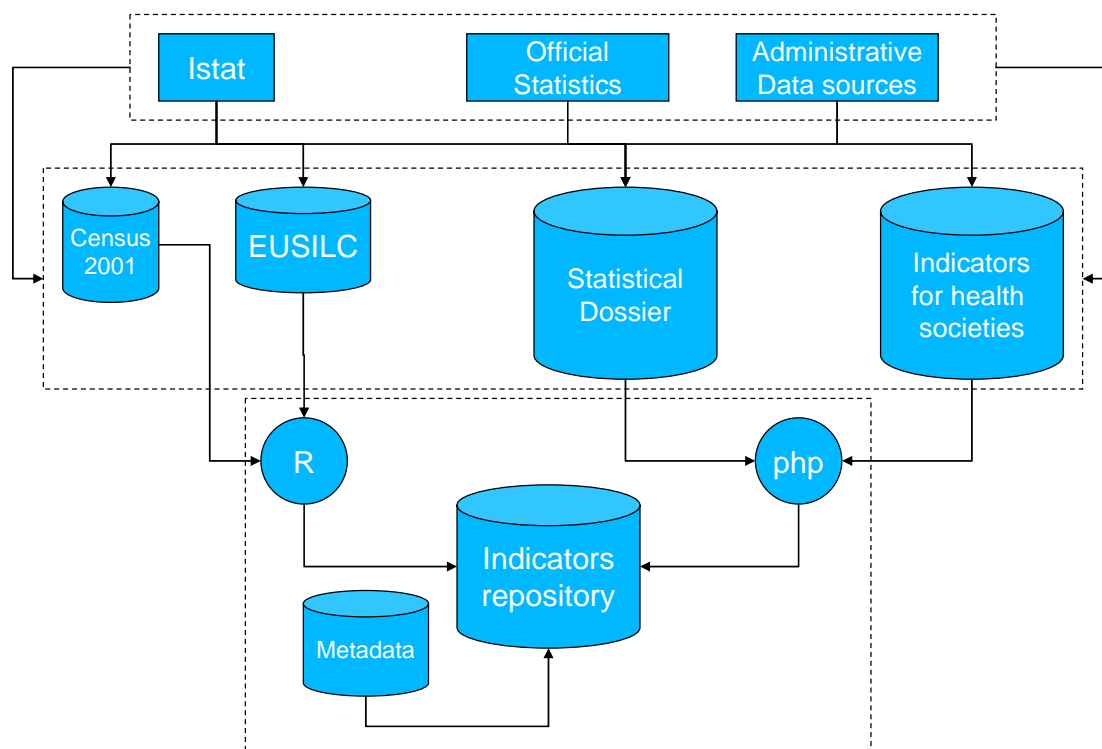 Istat
Official
Statistics
Administrative
Data sources
Census
2001
EUSILC
Statistical
Dossier
Indicators
for health
societies
R
php
Indicators
repository
Metadata